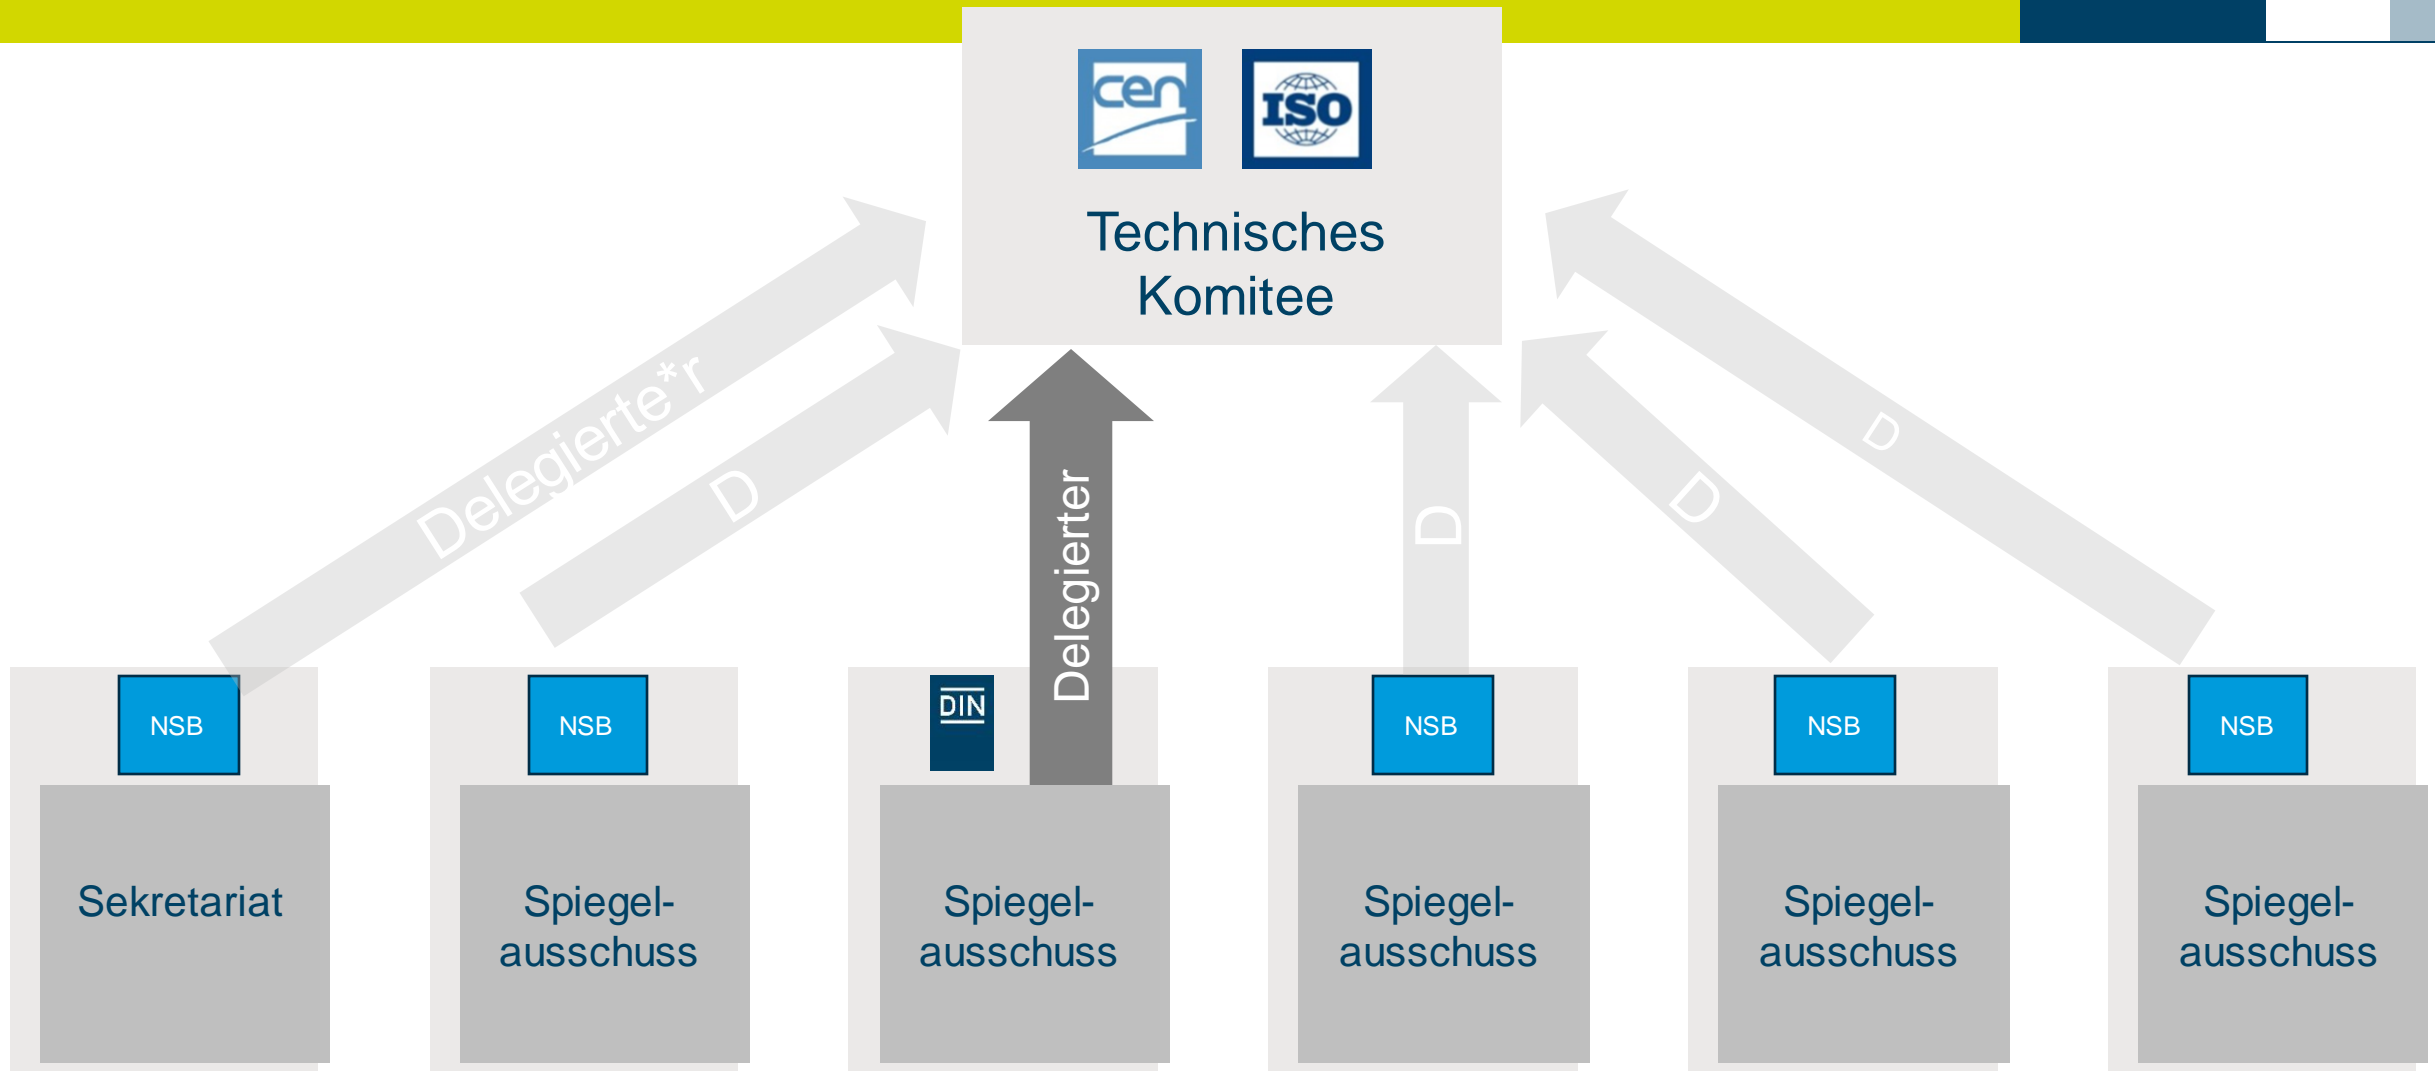 cen
ISO
Technisches
Komitee
Delegierte*r
D
Delegierter
D
D
D
NSB
NSB
DIN
NSB
NSB
NSB
Sekretariat
Spiegel-
ausschuss
Spiegel-
ausschuss
Spiegel-
ausschuss
Spiegel-
ausschuss
Spiegel-
ausschuss